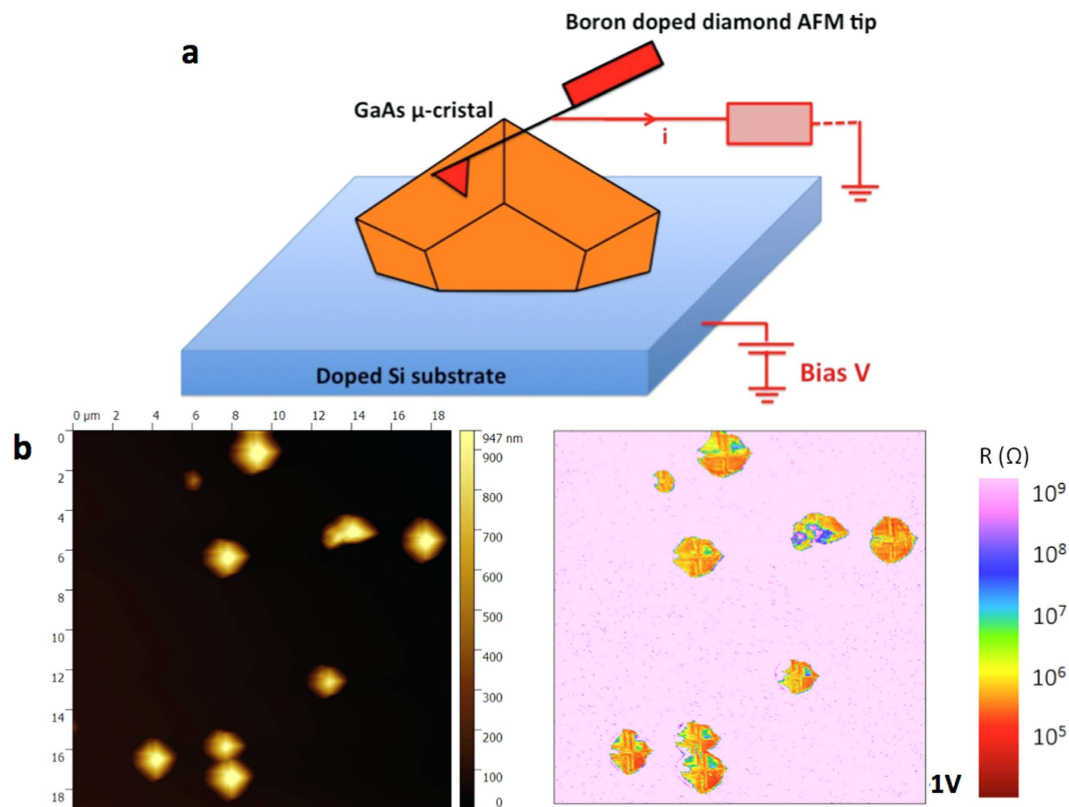 a
Boron doped diamond AFM tip
GaAs μ-cristal
i
Doped Si substrate
Bias V
b
0 μm 2 4 6 8 10 12 14 16 18
0
2
4
6
8
10
12
14
16
18
947 nm
900
800
700
600
500
400
300
200
100
0
R (Ω)
10⁹
10⁸
10⁷
10⁶
10⁵
-1V